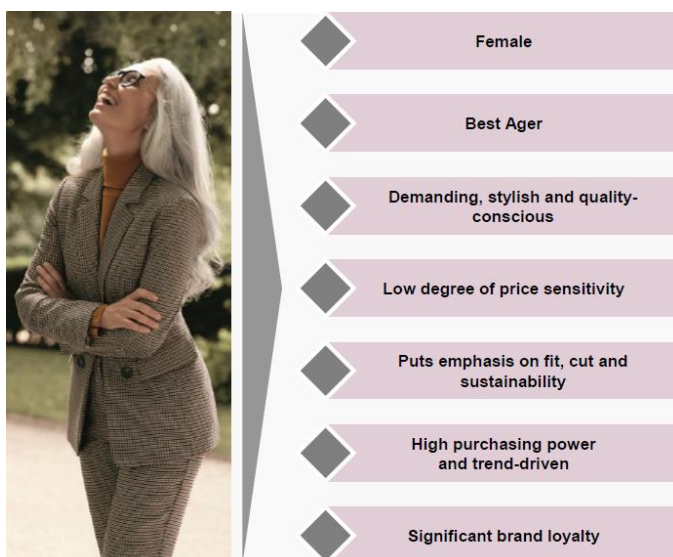 Female
Best Ager
Demanding, stylish and quality-
conscious
Low degree of price sensitivity
Puts emphasis on fit, cut and
sustainability
High purchasing power
and trend-driven
Significant brand loyalty